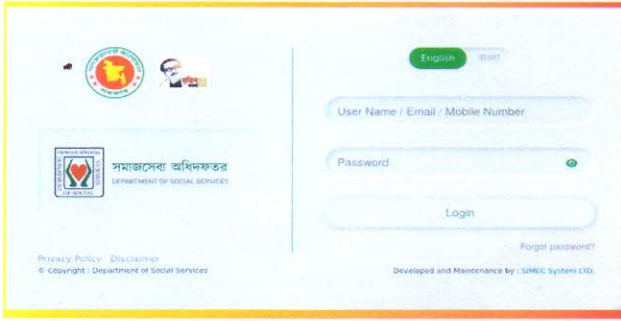 English বাংলা
User Name / Email / Mobile Number
Password
Login
Forgot password?
সমাজসেবা অধিদফতর
DEPARTMENT OF SOCIAL SERVICES
Privacy Policy Disclaimer
© Copyright : Department of Social Services
Developed and Maintenance by : SIMEC System LTD.